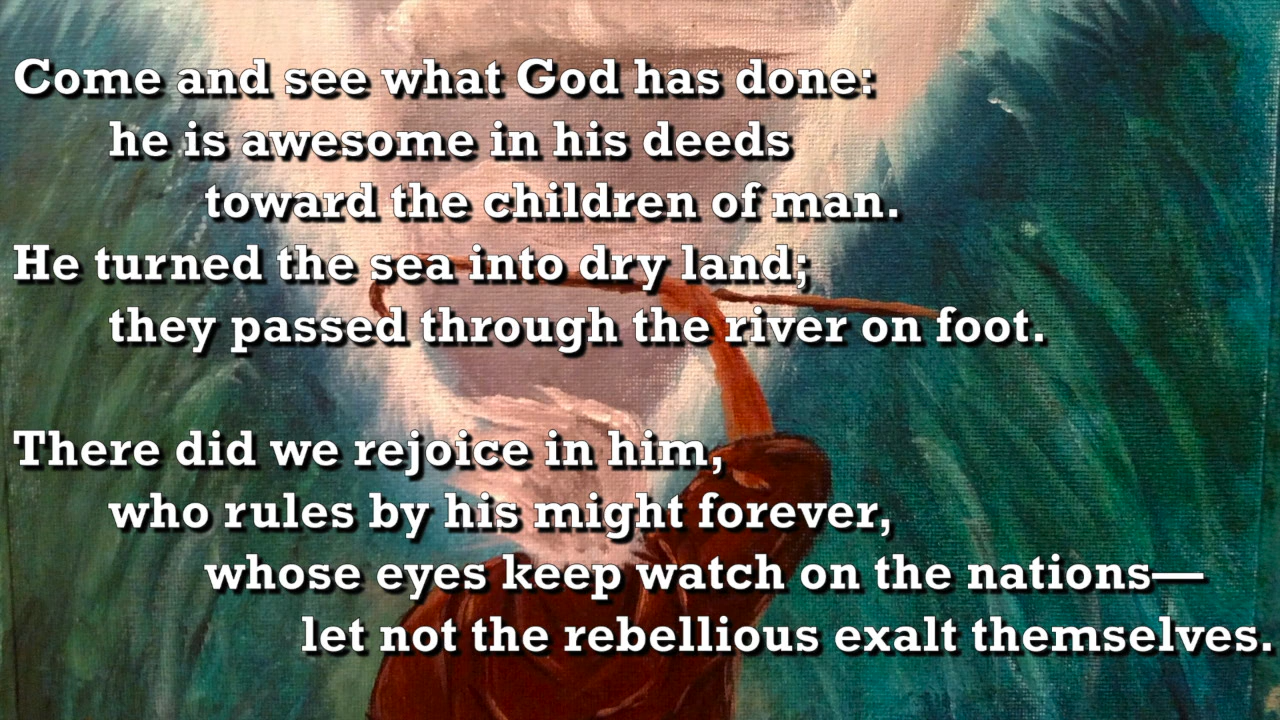 Come and see what God has done:
he is awesome in his deeds
toward the children of man.
He turned the sea into dry land;
they passed through the river on foot.
There did we rejoice in him,
who rules by his might forever,
whose eyes keep watch on the nations—
let not the rebellious exalt themselves.